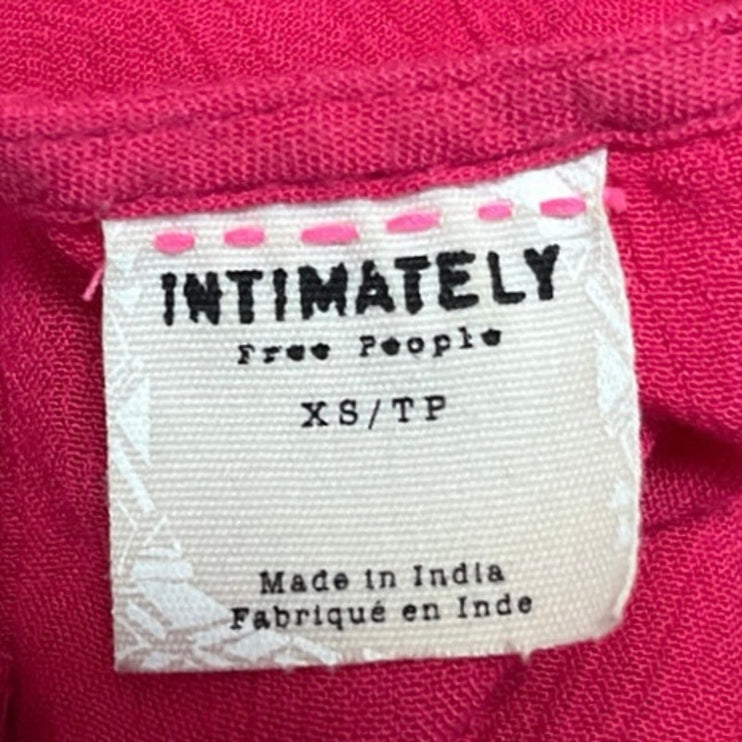 INTIMATELY
Free People
XS/TP
Made in India
Fabriqué en Inde